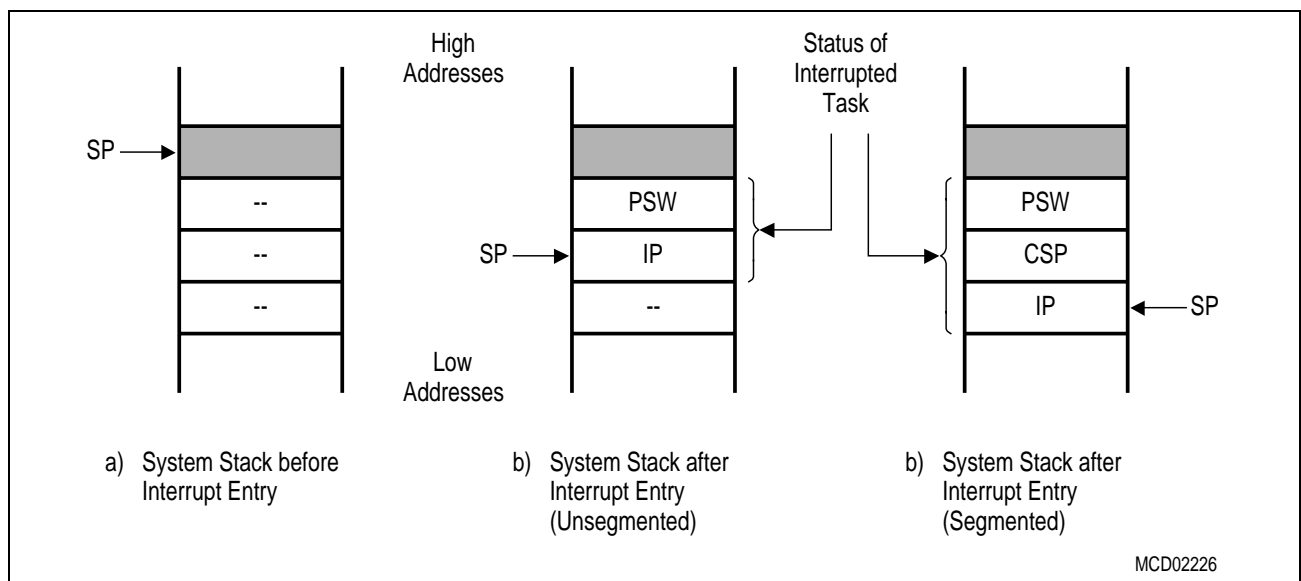 High
Addresses
Status of
Interrupted
Task
SP
--
--
--
PSW
SP
IP
--
PSW
CSP
IP
SP
Low
Addresses
a) System Stack before
Interrupt Entry
b) System Stack after
Interrupt Entry
(Unsegmented)
b) System Stack after
Interrupt Entry
(Segmented)
MCD02226